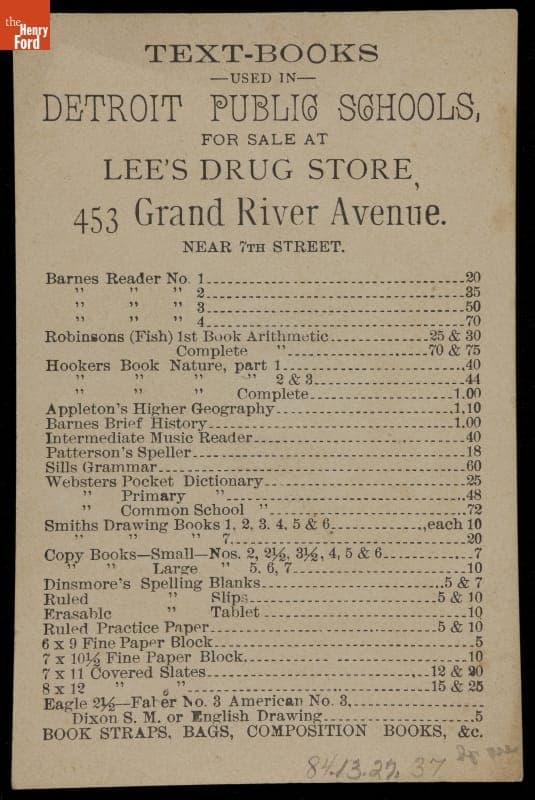 the
Henry
Ford
TEXT-BOOKS
—USED IN—
DETROIT PUBLIC SCHOOLS,
FOR SALE AT
LEE'S DRUG STORE,
453 Grand River Avenue.
NEAR 7TH STREET.
Barnes Reader No. 1 20
" " " 2 35
" " " 3 50
" " " 4 70
Robinsons (Fish) 1st Book Arithmetic 25 & 30
Complete " 70 & 75
Hookers Book Nature, part 1 .40
" " " " 2 & 3 44
" " " Complete 1.00
Appleton's Higher Geography 1,10
Barnes Brief History 1.00
Intermediate Music Reader 40
Patterson's Speller 18
Sills Grammar 60
Websters Pocket Dictionary 25
" Primary " .48
" Common School " 72
Smiths Drawing Books 1, 2, 3. 4, 5 & 6 each 10
" " " 7 20
Copy Books—Small—Nos. 2, 2½, 3½, 4, 5 & 6 7
" " Large " 5. 6, 7 10
Dinsmore's Spelling Blanks 5 & 7
Ruled " Slips 5 & 10
Erasable " Tablet 10
Ruled Practice Paper 5 & 10
6 x 9 Fine Paper Block 5
7 x 10½ Fine Paper Block 10
7 x 11 Covered Slates 12 & 20
8 x 12 " " 15 & 25
Eagle 2½—Faber No. 3 American No. 3,
Dixon S. M. or English Drawing 5
BOOK STRAPS, BAGS, COMPOSITION BOOKS, &c.
84.13.27.37